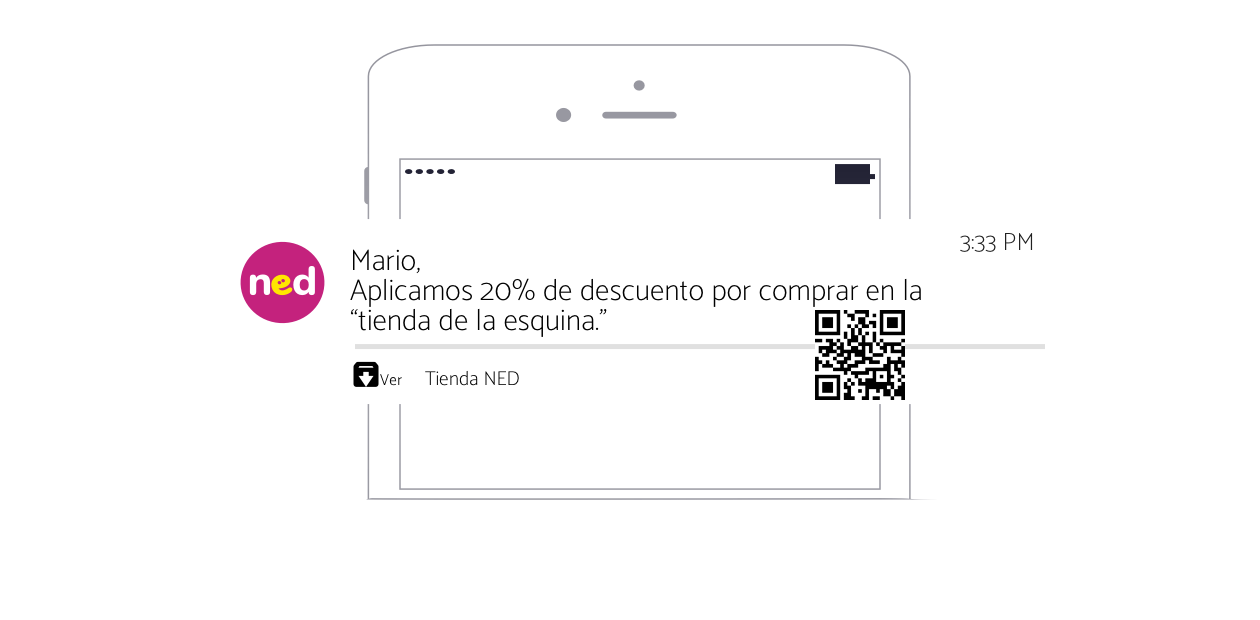 3:33 PM
ned
Mario,
Aplicamos 20% de descuento por comprar en la
“tienda de la esquina.”
Ver Tienda NED